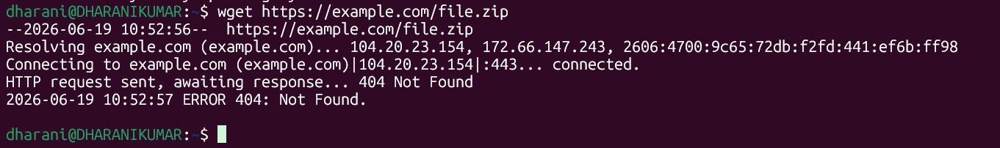 dharani@DHARANIKUMAR:~$ wget https://example.com/file.zip
--2026-06-19 10:52:56--  https://example.com/file.zip
Resolving example.com (example.com)... 104.20.23.154, 172.66.147.243, 2606:4700:9c65:72db:f2fd:441:ef6b:ff98
Connecting to example.com (example.com)|104.20.23.154|:443... connected.
HTTP request sent, awaiting response... 404 Not Found
2026-06-19 10:52:57 ERROR 404: Not Found.
dharani@DHARANIKUMAR:~$